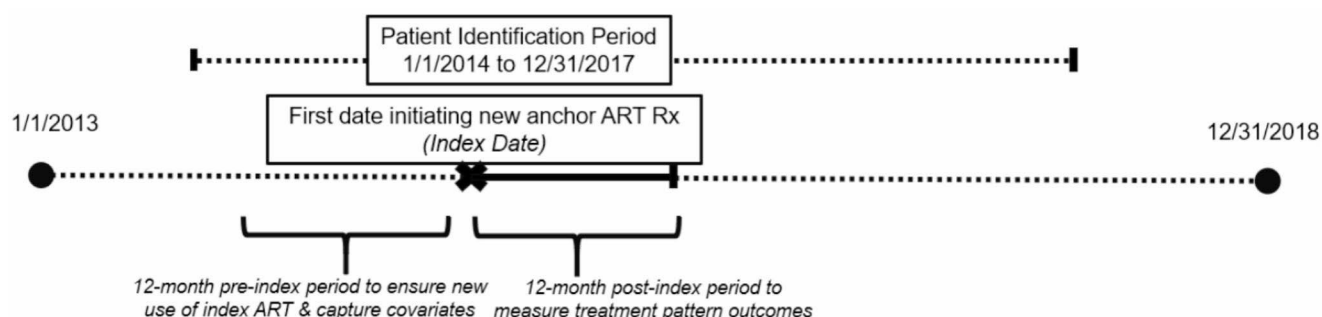 Patient Identification Period
1/1/2014 to 12/31/2017
First date initiating new anchor ART Rx
(Index Date)
1/1/2013
12/31/2018
12-month pre-index period to ensure new
use of index ART & capture covariates
12-month post-index period to
measure treatment pattern outcomes